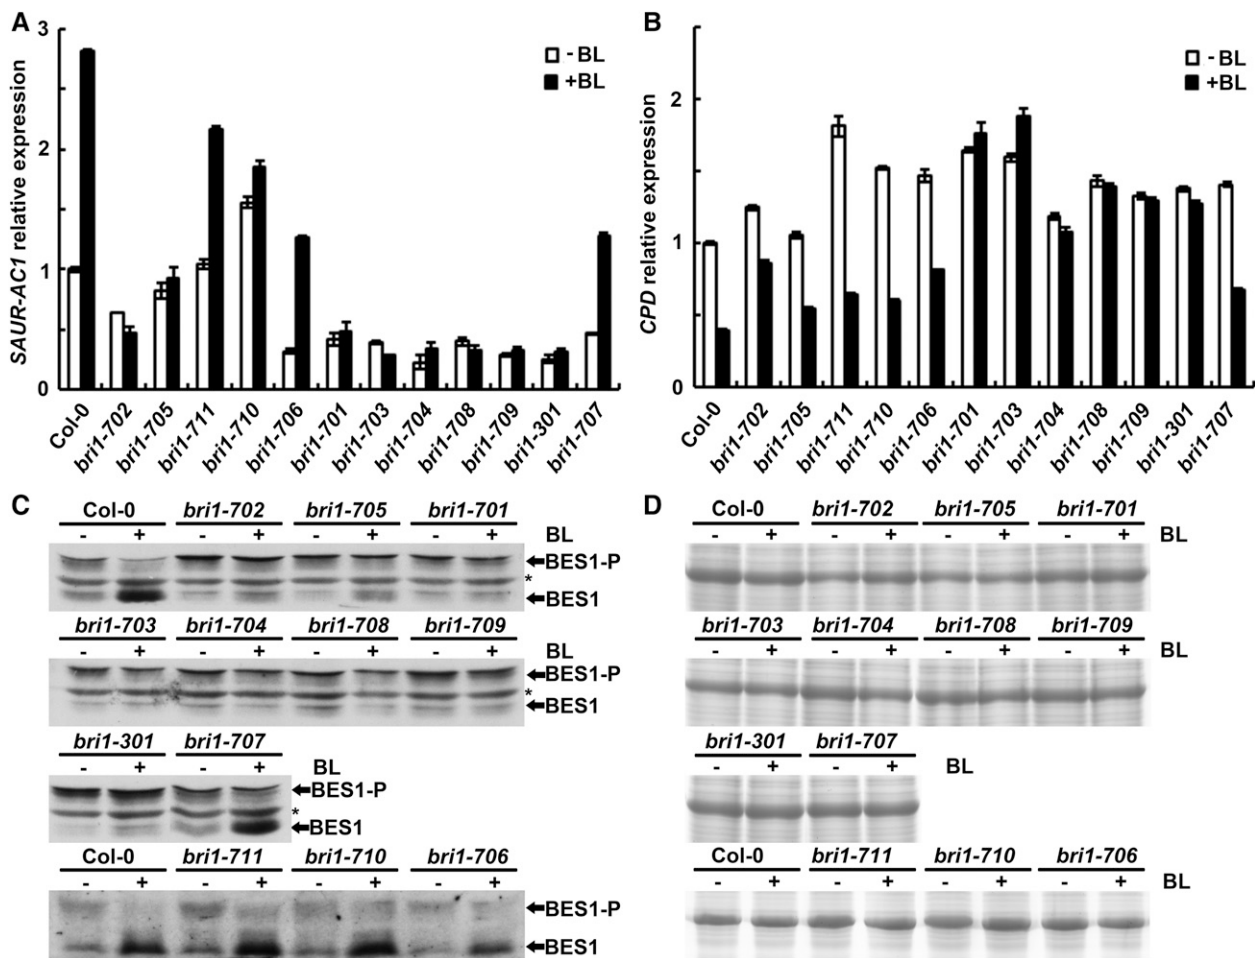 A
SAUR-AC1 relative expression
3
2
1
0
- BL
+BL
Col-0
bri1-702
bri1-705
bri1-711
bri1-710
bri1-706
bri1-701
bri1-703
bri1-704
bri1-708
bri1-709
bri1-301
bri1-707
B
CPD relative expression
2
1
0
- BL
+BL
Col-0
bri1-702
bri1-705
bri1-711
bri1-710
bri1-706
bri1-701
bri1-703
bri1-704
bri1-708
bri1-709
bri1-301
bri1-707
C
Col-0 bri1-702 bri1-705 bri1-701
- + - + - + - + BL
BES1-P
*
BES1
bri1-703 bri1-704 bri1-708 bri1-709
- + - + - + - + BL
BES1-P
*
BES1
bri1-301 bri1-707
- + - + BL
BES1-P
*
BES1
Col-0 bri1-711 bri1-710 bri1-706
- + - + - + - +
BES1-P
BES1
D
Col-0 bri1-702 bri1-705 bri1-701
- + - + - + - + BL
bri1-703 bri1-704 bri1-708 bri1-709
- + - + - + - + BL
bri1-301 bri1-707
- + - + BL
Col-0 bri1-711 bri1-710 bri1-706
- + - + - + - + BL